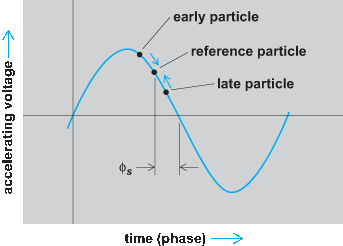 early particle
reference particle
late particle
accelerating voltage
ϕs
time (phase)